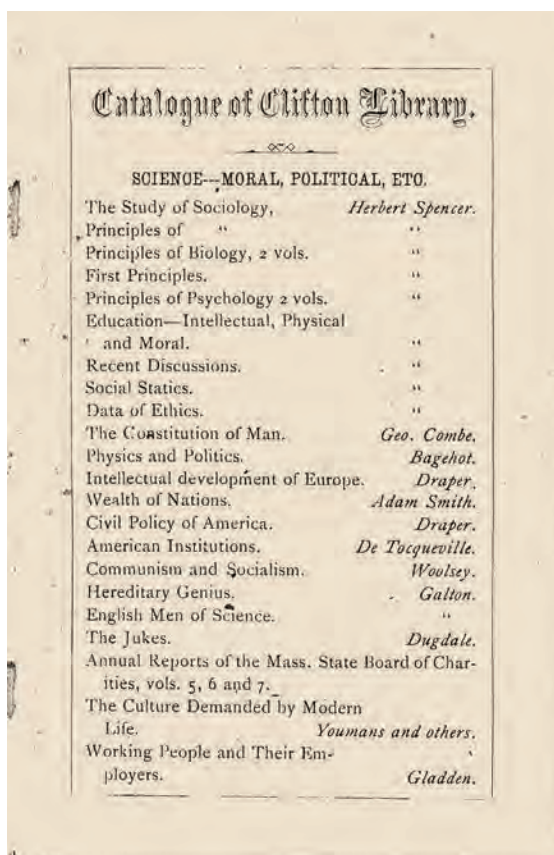 Catalogue of Clifton Library.
SCIENCE--MORAL, POLITICAL, ETC.
The Study of Sociology, Herbert Spencer.
Principles of " "
Principles of Biology, 2 vols. "
First Principles. "
Principles of Psychology 2 vols. "
Education—Intellectual, Physical
and Moral. "
Recent Discussions. "
Social Statics. "
Data of Ethics. "
The Constitution of Man. Geo. Combe.
Physics and Politics. Bagehot.
Intellectual development of Europe. Draper.
Wealth of Nations. Adam Smith.
Civil Policy of America. Draper.
American Institutions. De Tocqueville.
Communism and Socialism. Woolsey.
Hereditary Genius. Galton.
English Men of Science. "
The Jukes. Dugdale.
Annual Reports of the Mass. State Board of Char-
ities, vols. 5, 6 and 7.
The Culture Demanded by Modern
Life. Youmans and others.
Working People and Their Em-
ployers. Gladden.